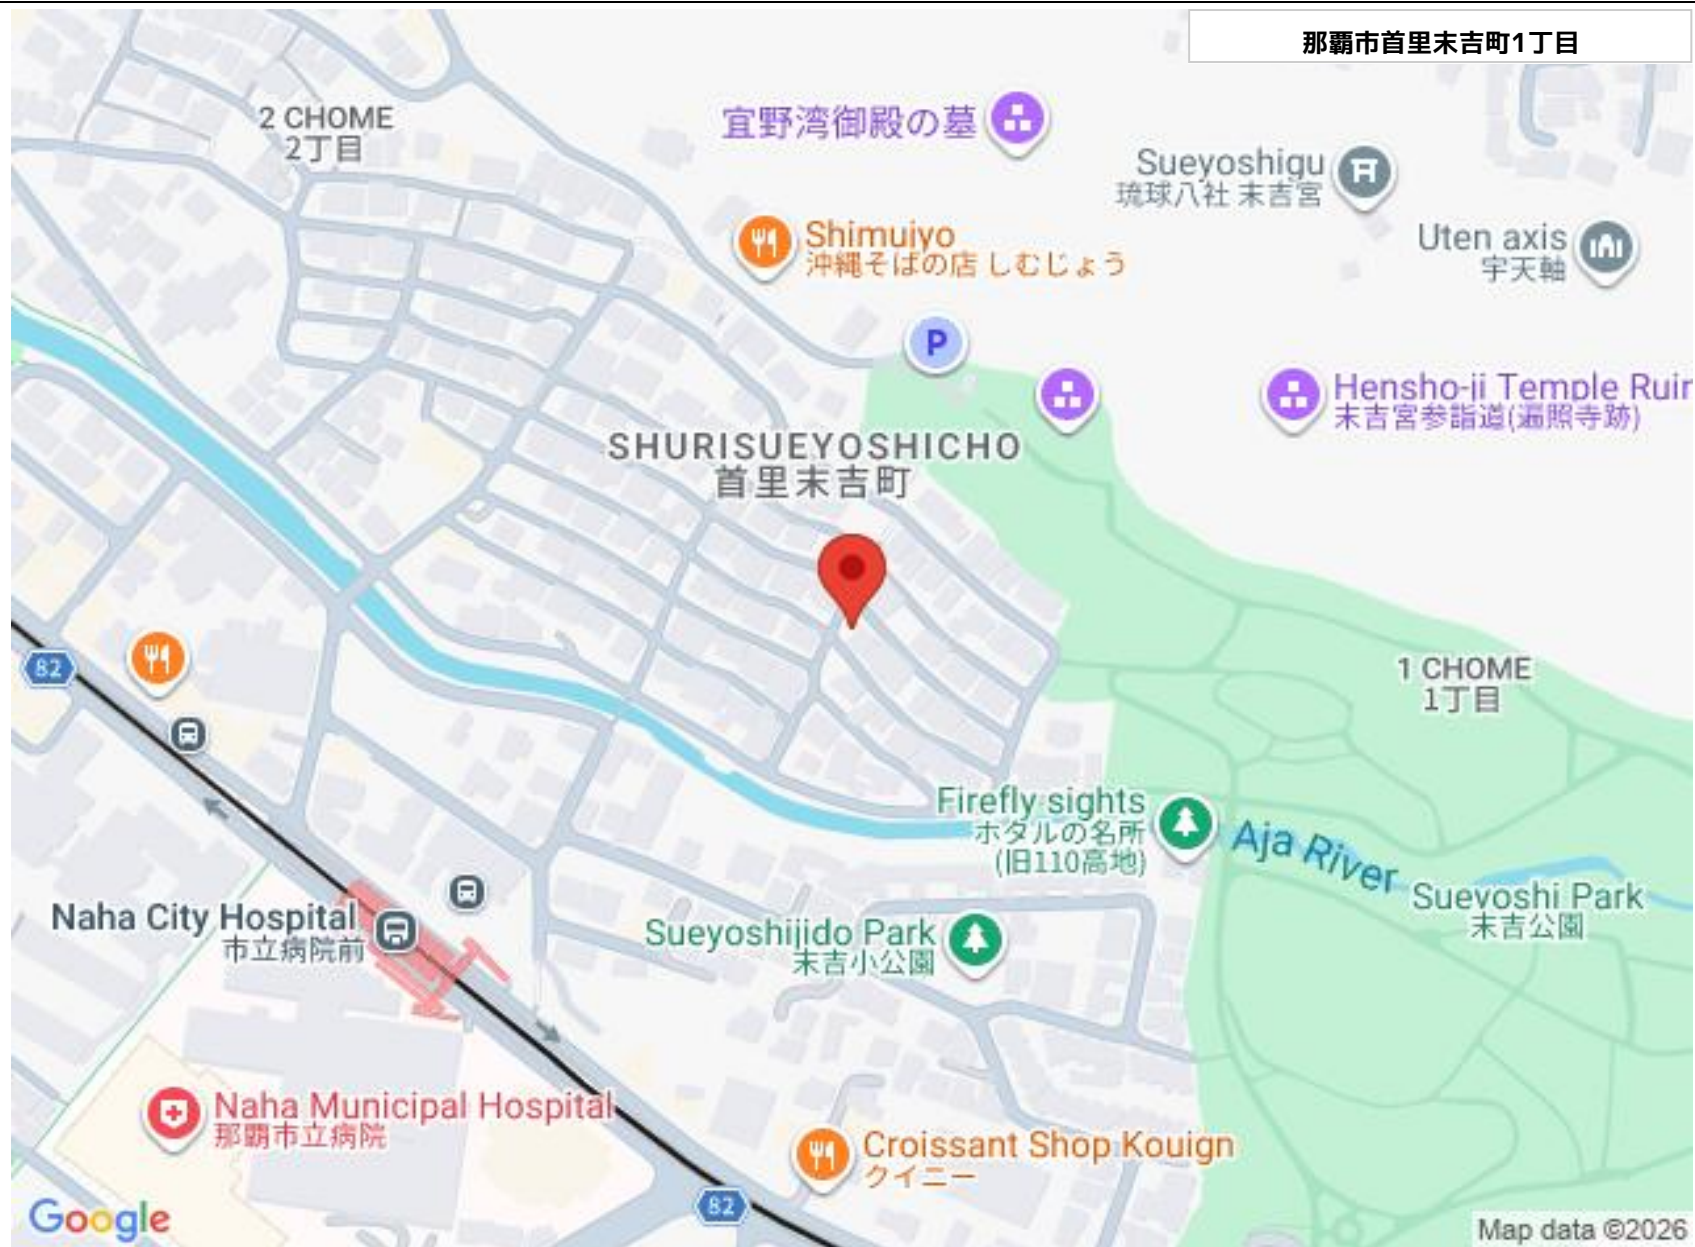 那覇市首里末吉町1丁目
2 CHOME
2丁目
宜野湾御殿の墓
Sueyoshigu
琉球八社 末吉宮
Shimuiyo
沖縄そばの店 しむじょう
Uten axis
宇天軸
P
Hensho-ji Temple Ruin
末吉宮参詣道(遍照寺跡)
SHURISUEYOSHICHO
首里末吉町
82
1 CHOME
1丁目
Firefly sights
ホタルの名所
(旧110高地)
Aja River
Sueyoshi Park
末吉公園
Naha City Hospital
市立病院前
Sueyoshijido Park
末吉小公園
Naha Municipal Hospital
那覇市立病院
Croissant Shop Kouign
クイニー
82
Google
Map data ©2026